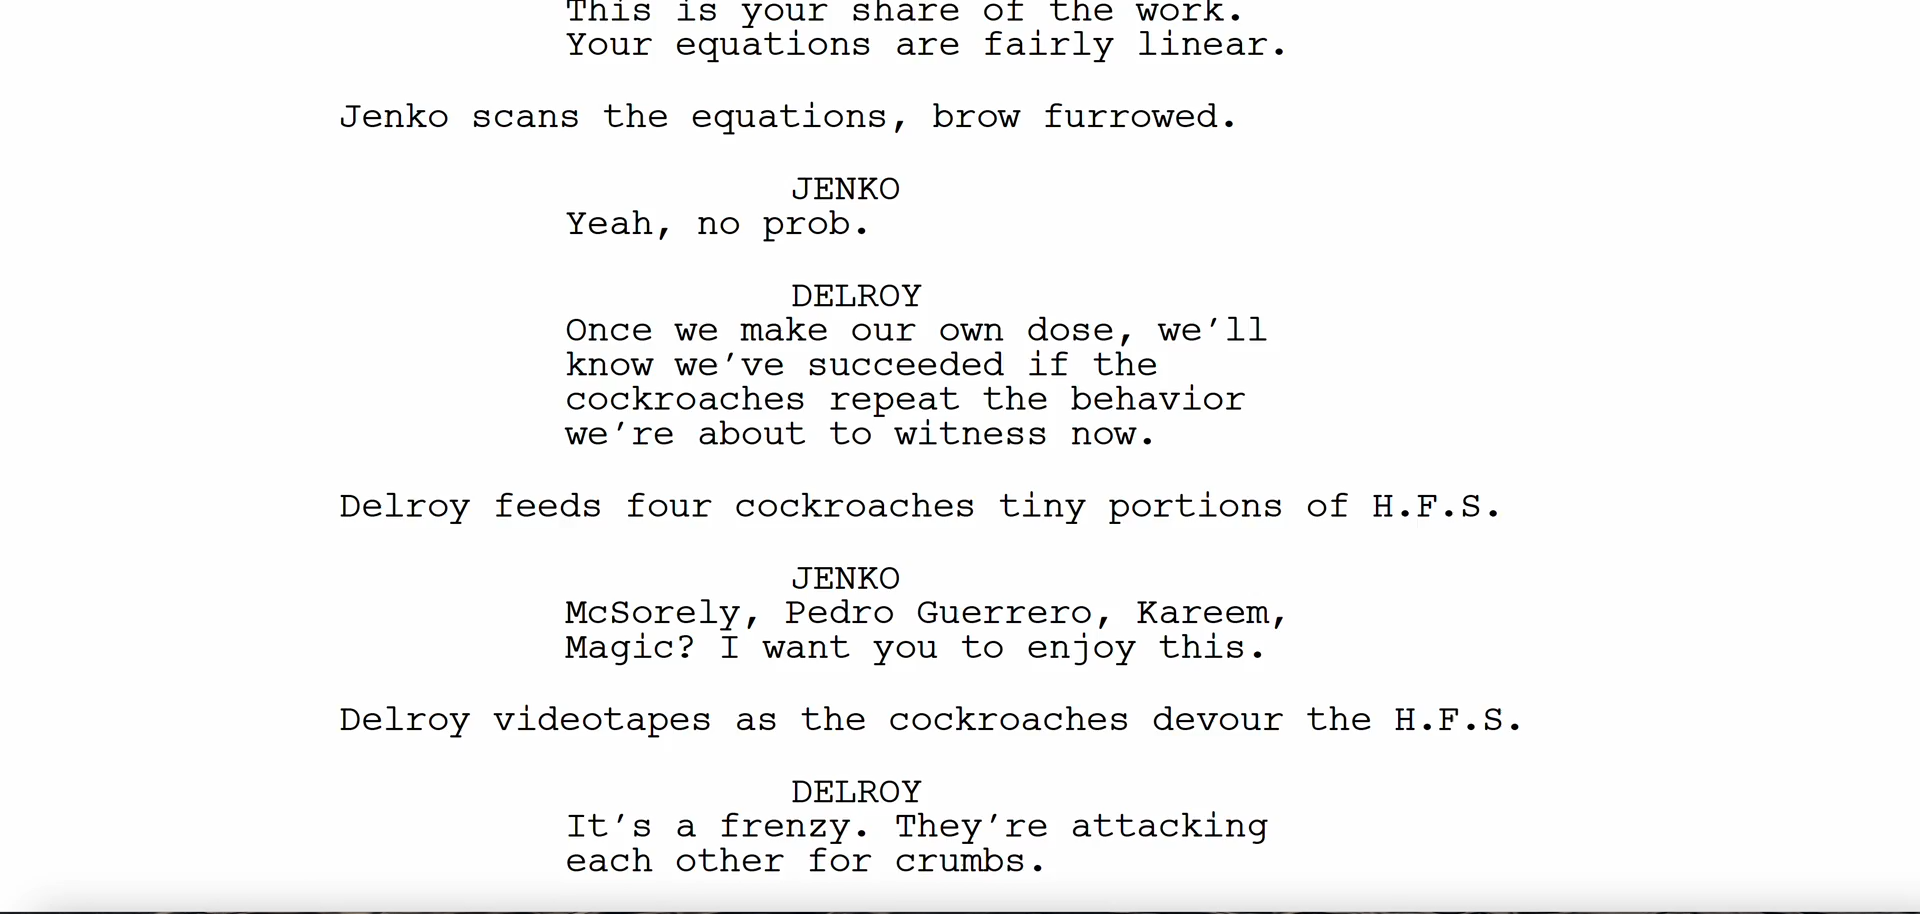 This is your share of the work.
Your equations are fairly linear.
Jenko scans the equations, brow furrowed.
JENKO
Yeah, no prob.
DELROY
Once we make our own dose, we’ll
know we’ve succeeded if the
cockroaches repeat the behavior
we’re about to witness now.
Delroy feeds four cockroaches tiny portions of H.F.S.
JENKO
McSorely, Pedro Guerrero, Kareem,
Magic? I want you to enjoy this.
Delroy videotapes as the cockroaches devour the H.F.S.
DELROY
It’s a frenzy. They’re attacking
each other for crumbs.